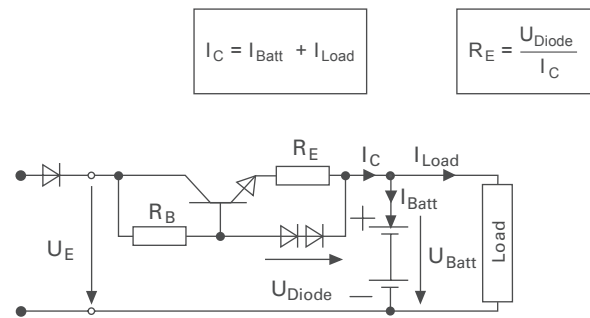 I_C = I_Batt + I_Load
R_E = U_Diode / I_C
R_E
I_C
I_Load
R_B
I_Batt
+
U_E
U_Batt
Load
U_Diode
−